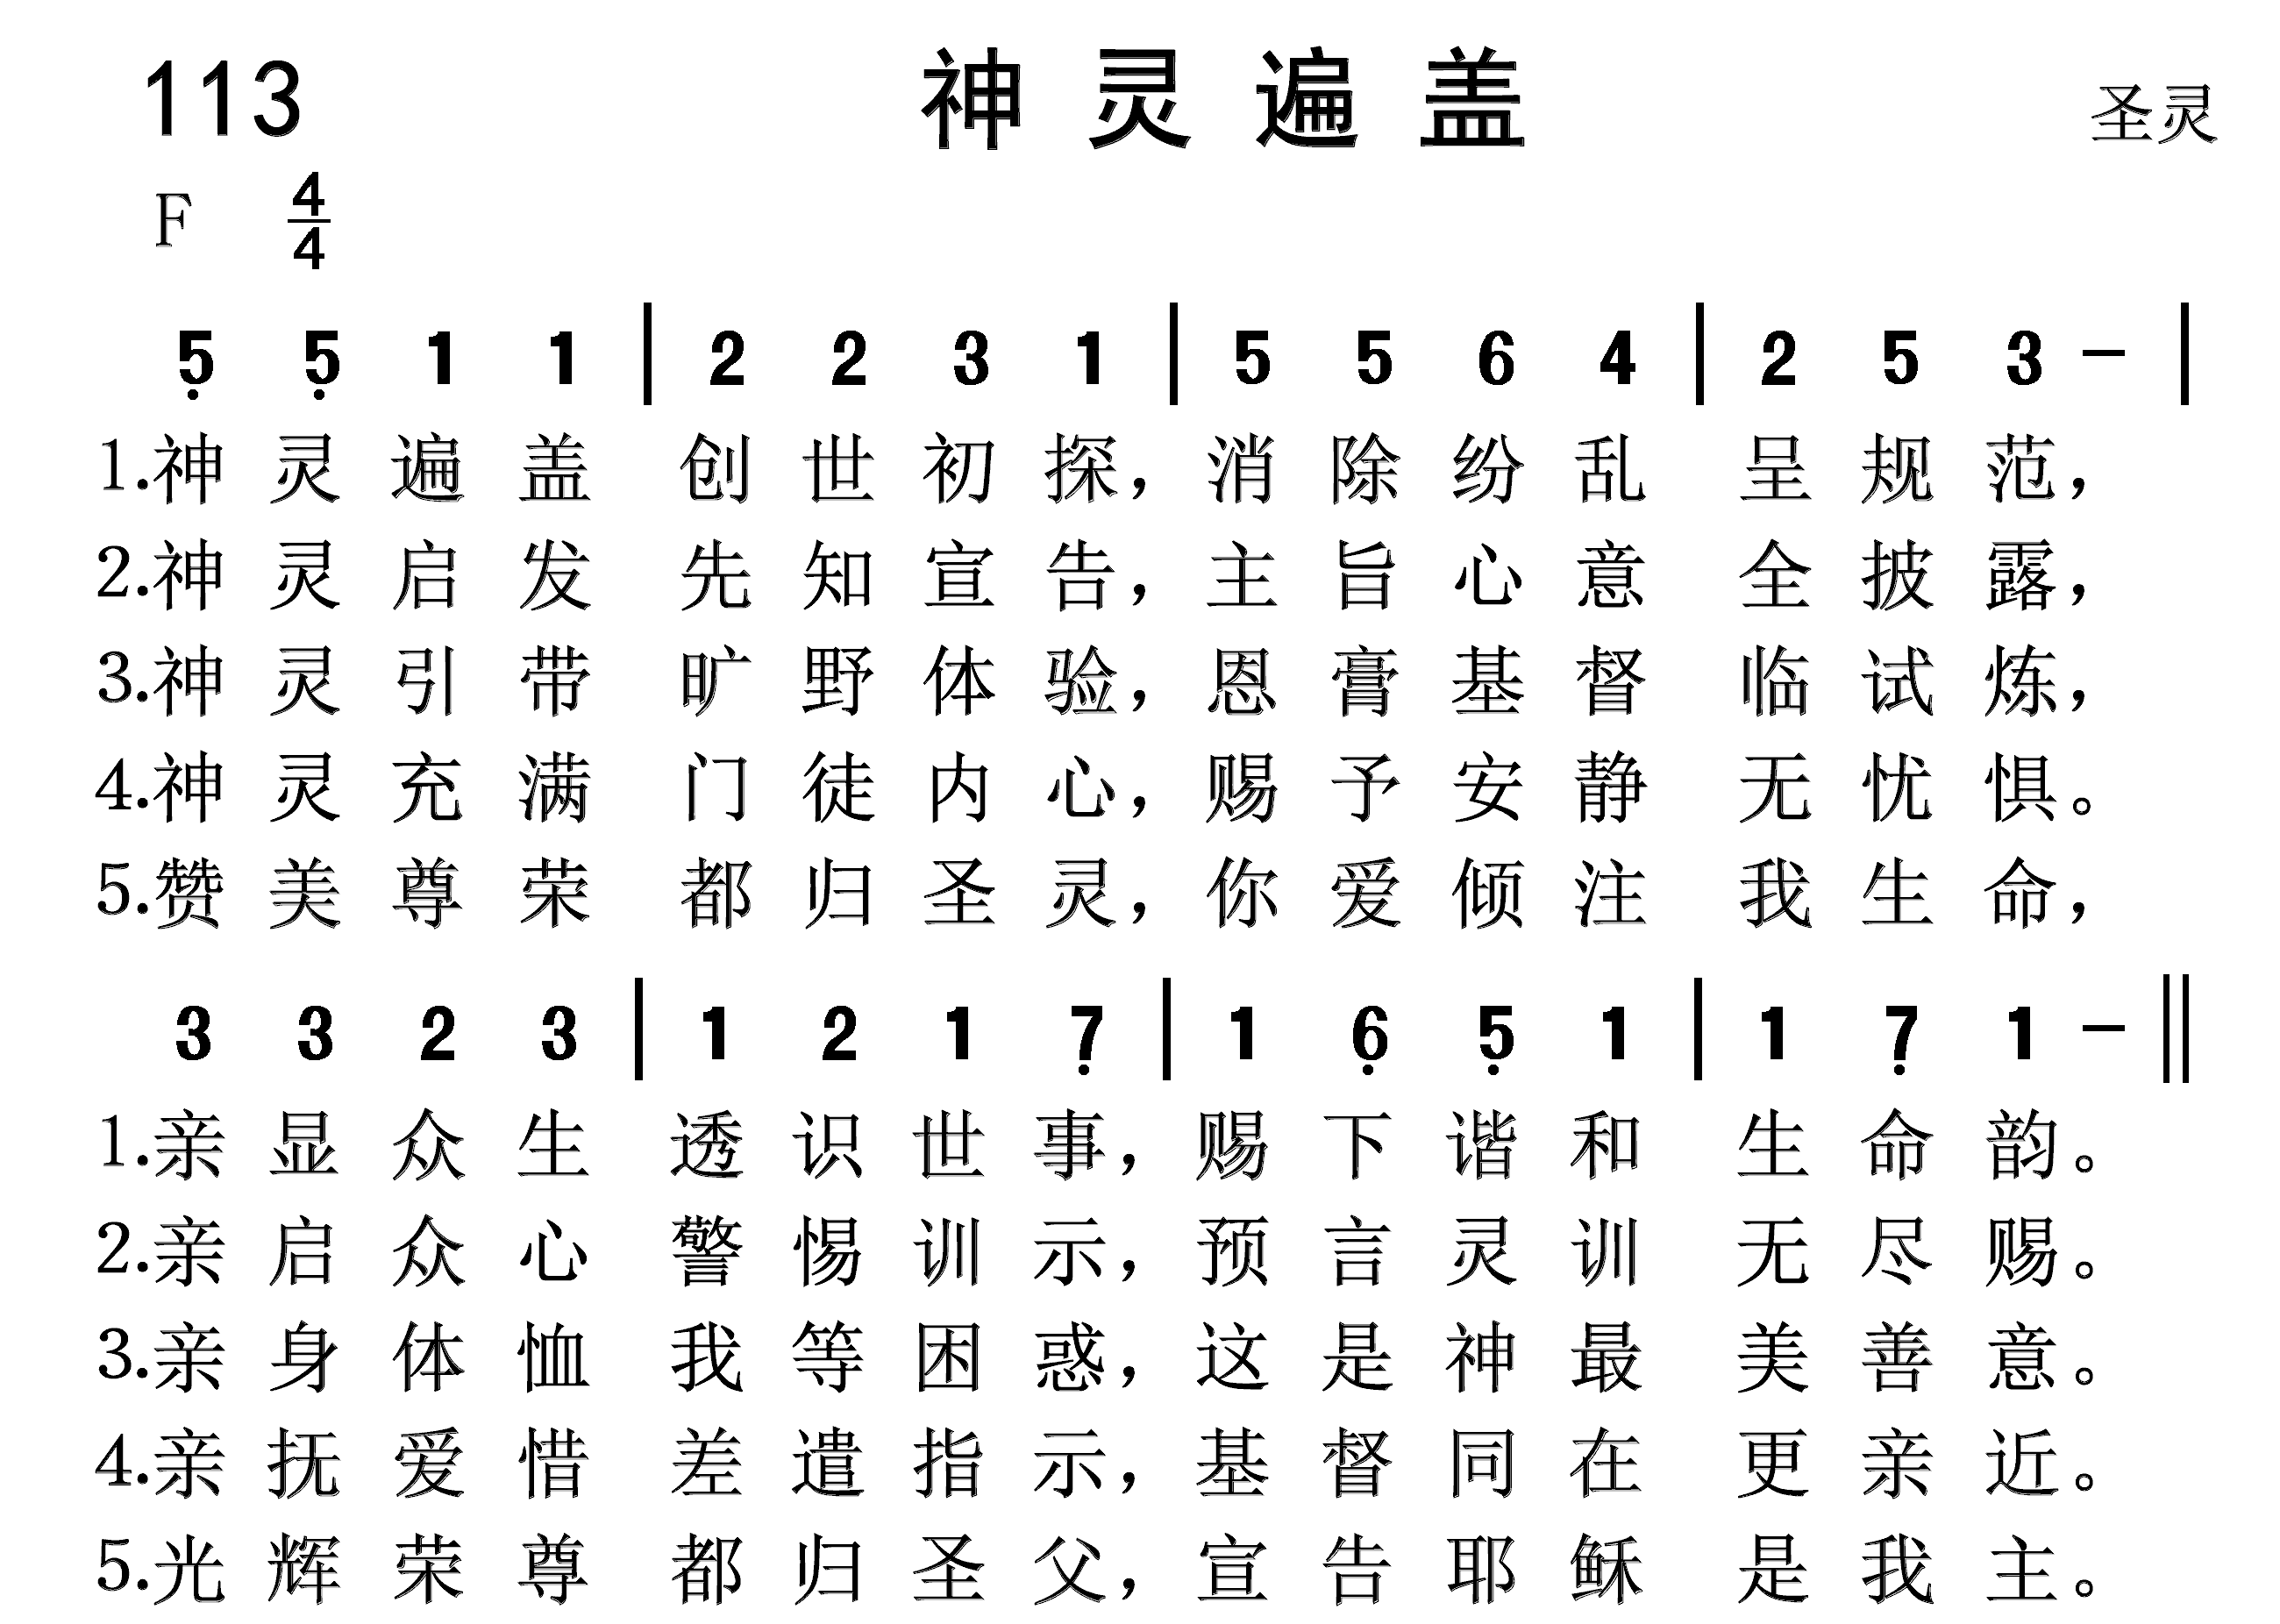 113 神灵遍盖 圣灵
F 4/4
5̣ 5̣ 1 1 | 2 2 3 1 | 5 5 6 4 | 2 5 3 – |
1.神灵遍盖 创世初探，消除纷乱 呈规范，
2.神灵启发 先知宣告，主旨心意 全披露，
3.神灵引带 旷野体验，恩膏基督 临试炼，
4.神灵充满 门徒内心，赐予安静 无忧惧。
5.赞美尊荣 都归圣灵，你爱倾注 我生命，
3 3 2 3 | 1 2 1 7̣ | 1 6̣ 5̣ 1 | 1 7̣ 1 – ‖
1.亲显众生 透识世事，赐下谐和 生命韵。
2.亲启众心 警惕训示，预言灵训 无尽赐。
3.亲身体恤 我等困惑，这是神最 美善意。
4.亲抚爱惜 差遣指示，基督同在 更亲近。
5.光辉荣尊 都归圣父，宣告耶稣 是我主。